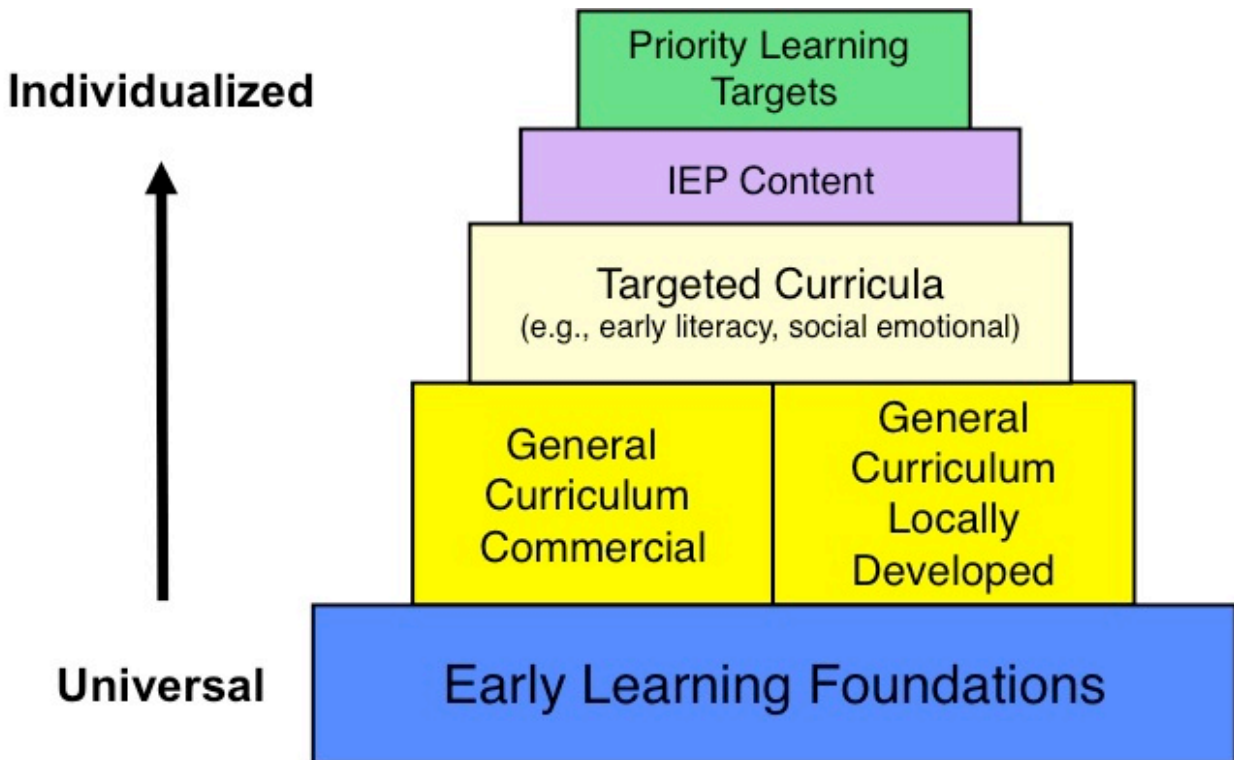 Priority Learning
Targets
Individualized
IEP Content
Targeted Curricula
(e.g., early literacy, social emotional)
General
Curriculum
Commercial
General
Curriculum
Locally
Developed
Universal
Early Learning Foundations